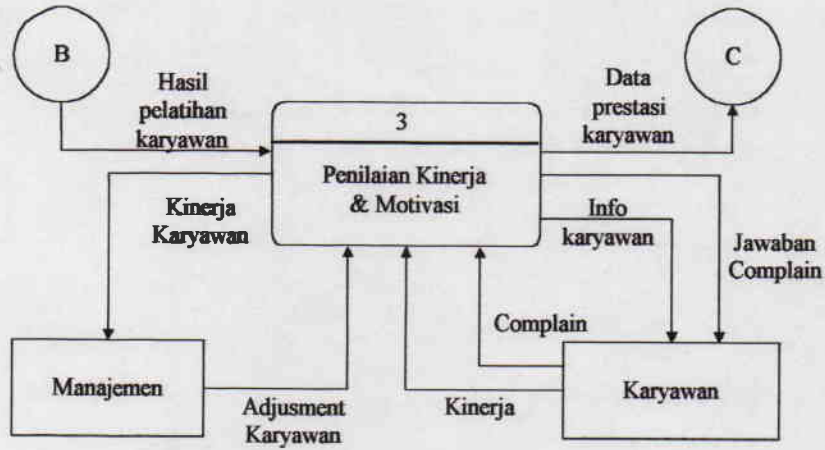 B
C
Hasil
pelatihan
karyawan
Data
prestasi
karyawan
3
Penilaian Kinerja
& Motivasi
Kinerja
Karyawan
Info
karyawan
Jawaban
Complain
Complain
Manajemen
Karyawan
Adjusment
Karyawan
Kinerja